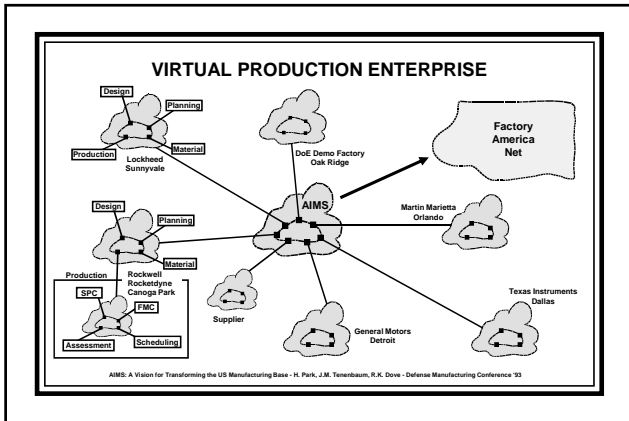 VIRTUAL PRODUCTION ENTERPRISE
Design
Planning
Production
Material
Lockheed
Sunnyvale
DoE Demo Factory
Oak Ridge
Factory
America
Net
AIMS
Martin Marietta
Orlando
Design
Planning
Material
Production
Rockwell
Rocketdyne
Canoga Park
SPC
FMC
Assessment
Scheduling
Supplier
General Motors
Detroit
Texas Instruments
Dallas
AIMS: A Vision for Transforming the US Manufacturing Base - H. Park, J.M. Tenenbaum, R.K. Dove - Defense Manufacturing Conference '93